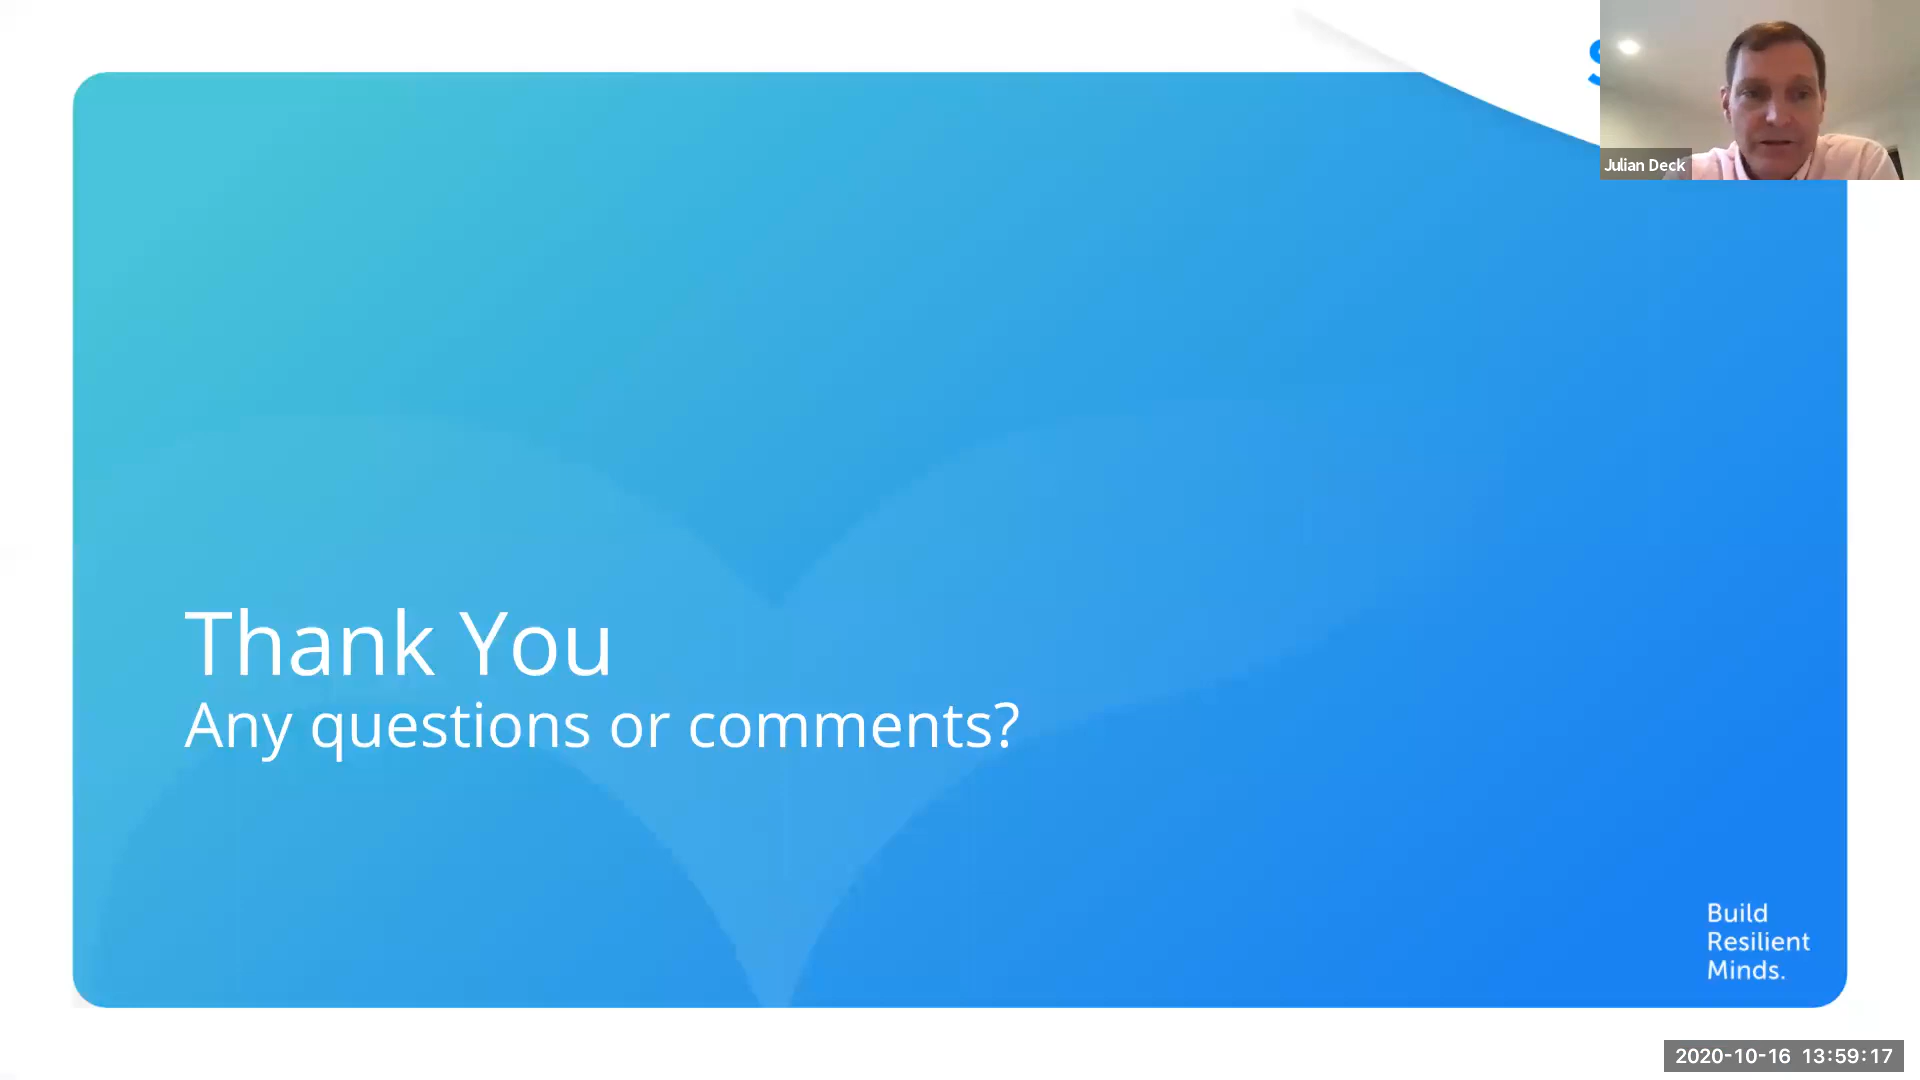 Julian Deck
Thank You
Any questions or comments?
Build
Resilient
Minds.
2020-10-16 13:59:17